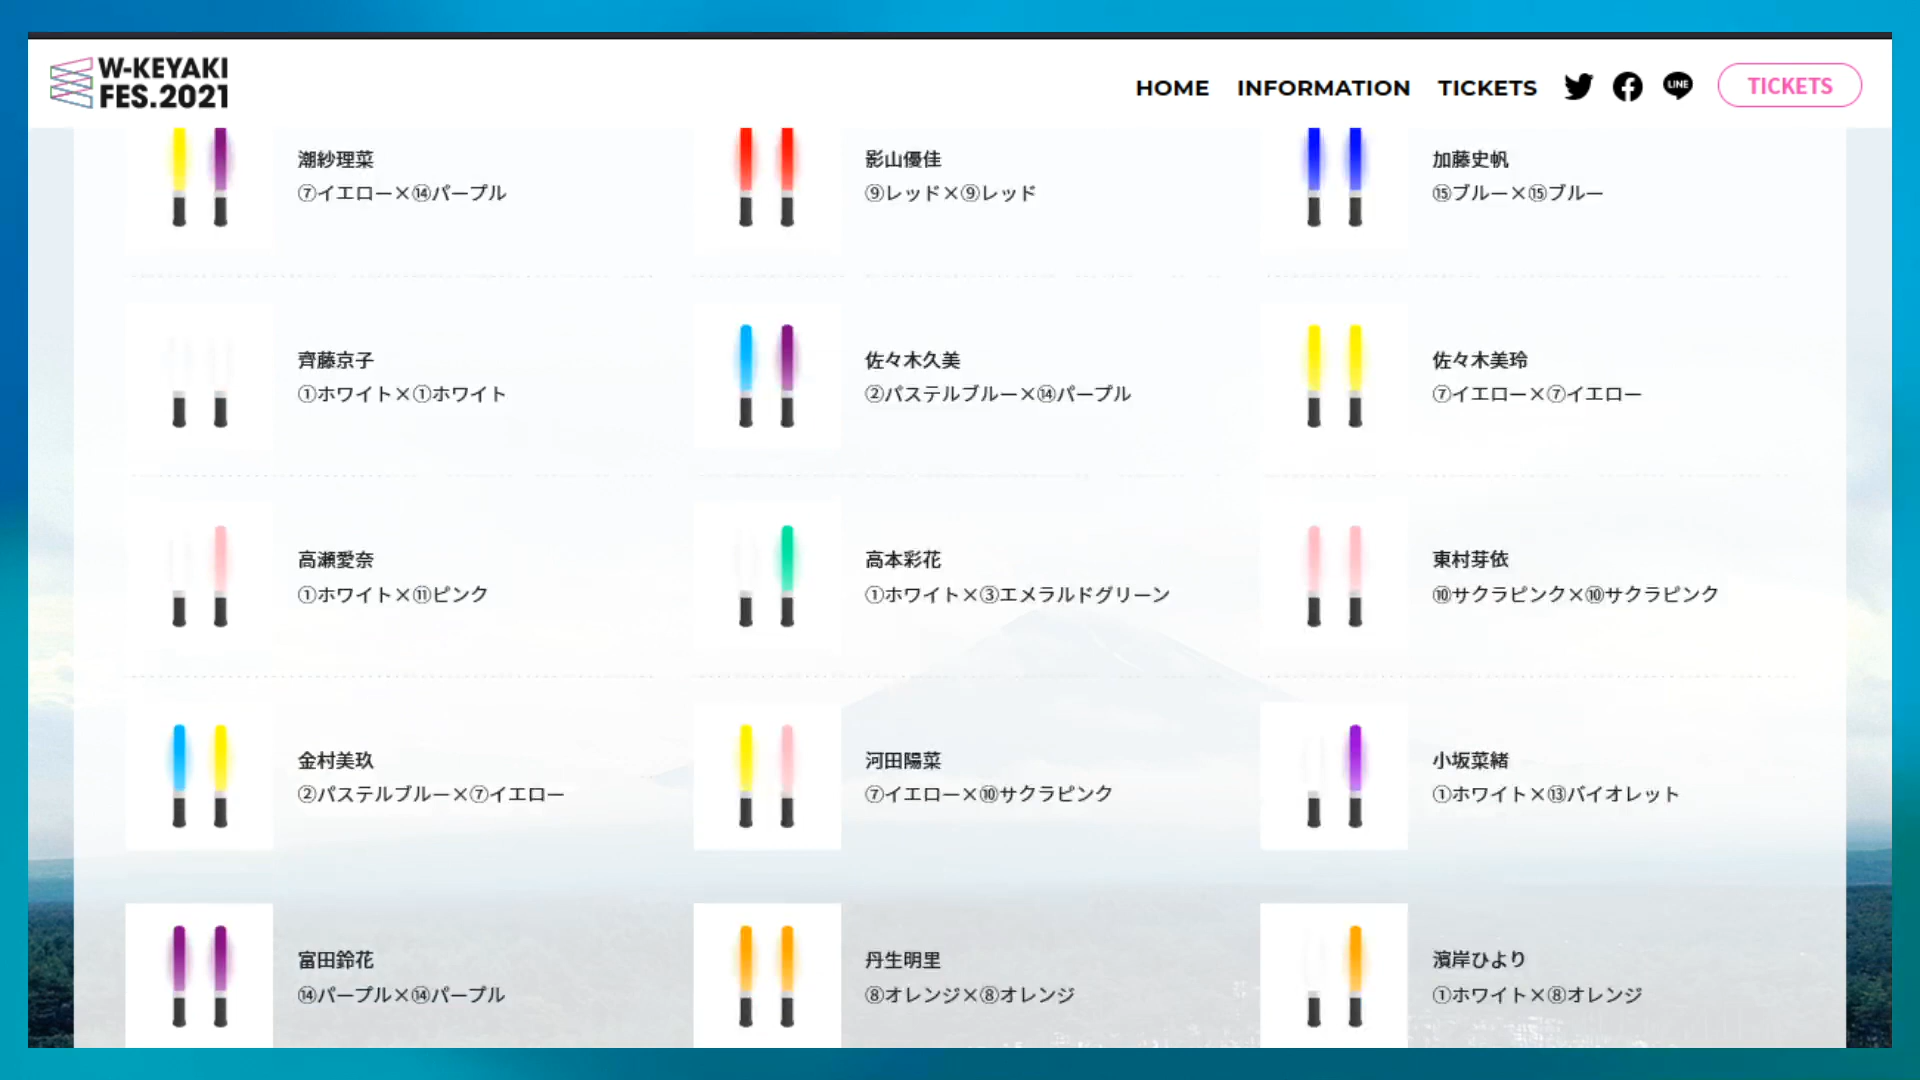 W-KEYAKI
FES.2021
HOME INFORMATION TICKETS LINE TICKETS
潮紗理菜
⑦イエロー×⑭パープル
影山優佳
⑨レッド×⑨レッド
加藤史帆
⑮ブルー×⑮ブルー
齊藤京子
①ホワイト×①ホワイト
佐々木久美
②パステルブルー×⑭パープル
佐々木美玲
⑦イエロー×⑦イエロー
高瀬愛奈
①ホワイト×⑪ピンク
高本彩花
①ホワイト×③エメラルドグリーン
東村芽依
⑩サクラピンク×⑩サクラピンク
金村美玖
②パステルブルー×⑦イエロー
河田陽菜
⑦イエロー×⑩サクラピンク
小坂菜緒
①ホワイト×⑬バイオレット
富田鈴花
⑭パープル×⑭パープル
丹生明里
⑧オレンジ×⑧オレンジ
濱岸ひより
①ホワイト×⑧オレンジ